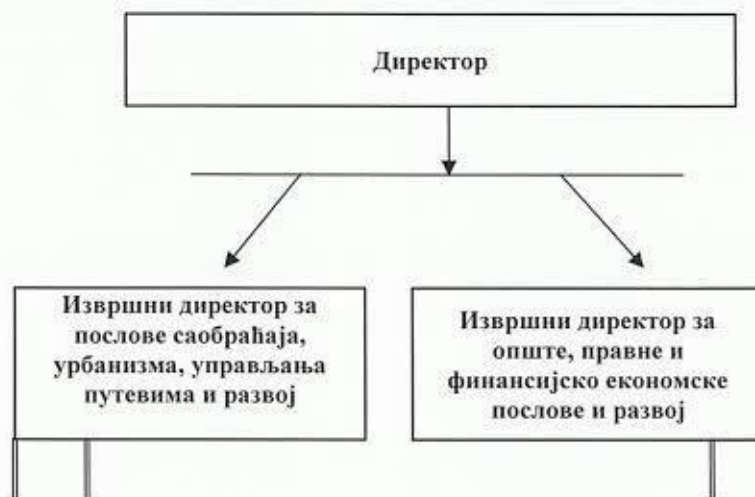 Директор
Извршни директор за
послове саобраћаја,
урбанизма, управљања
путевима и развој
Извршни директор за
опште, правне и
финансијско економске
послове и развој